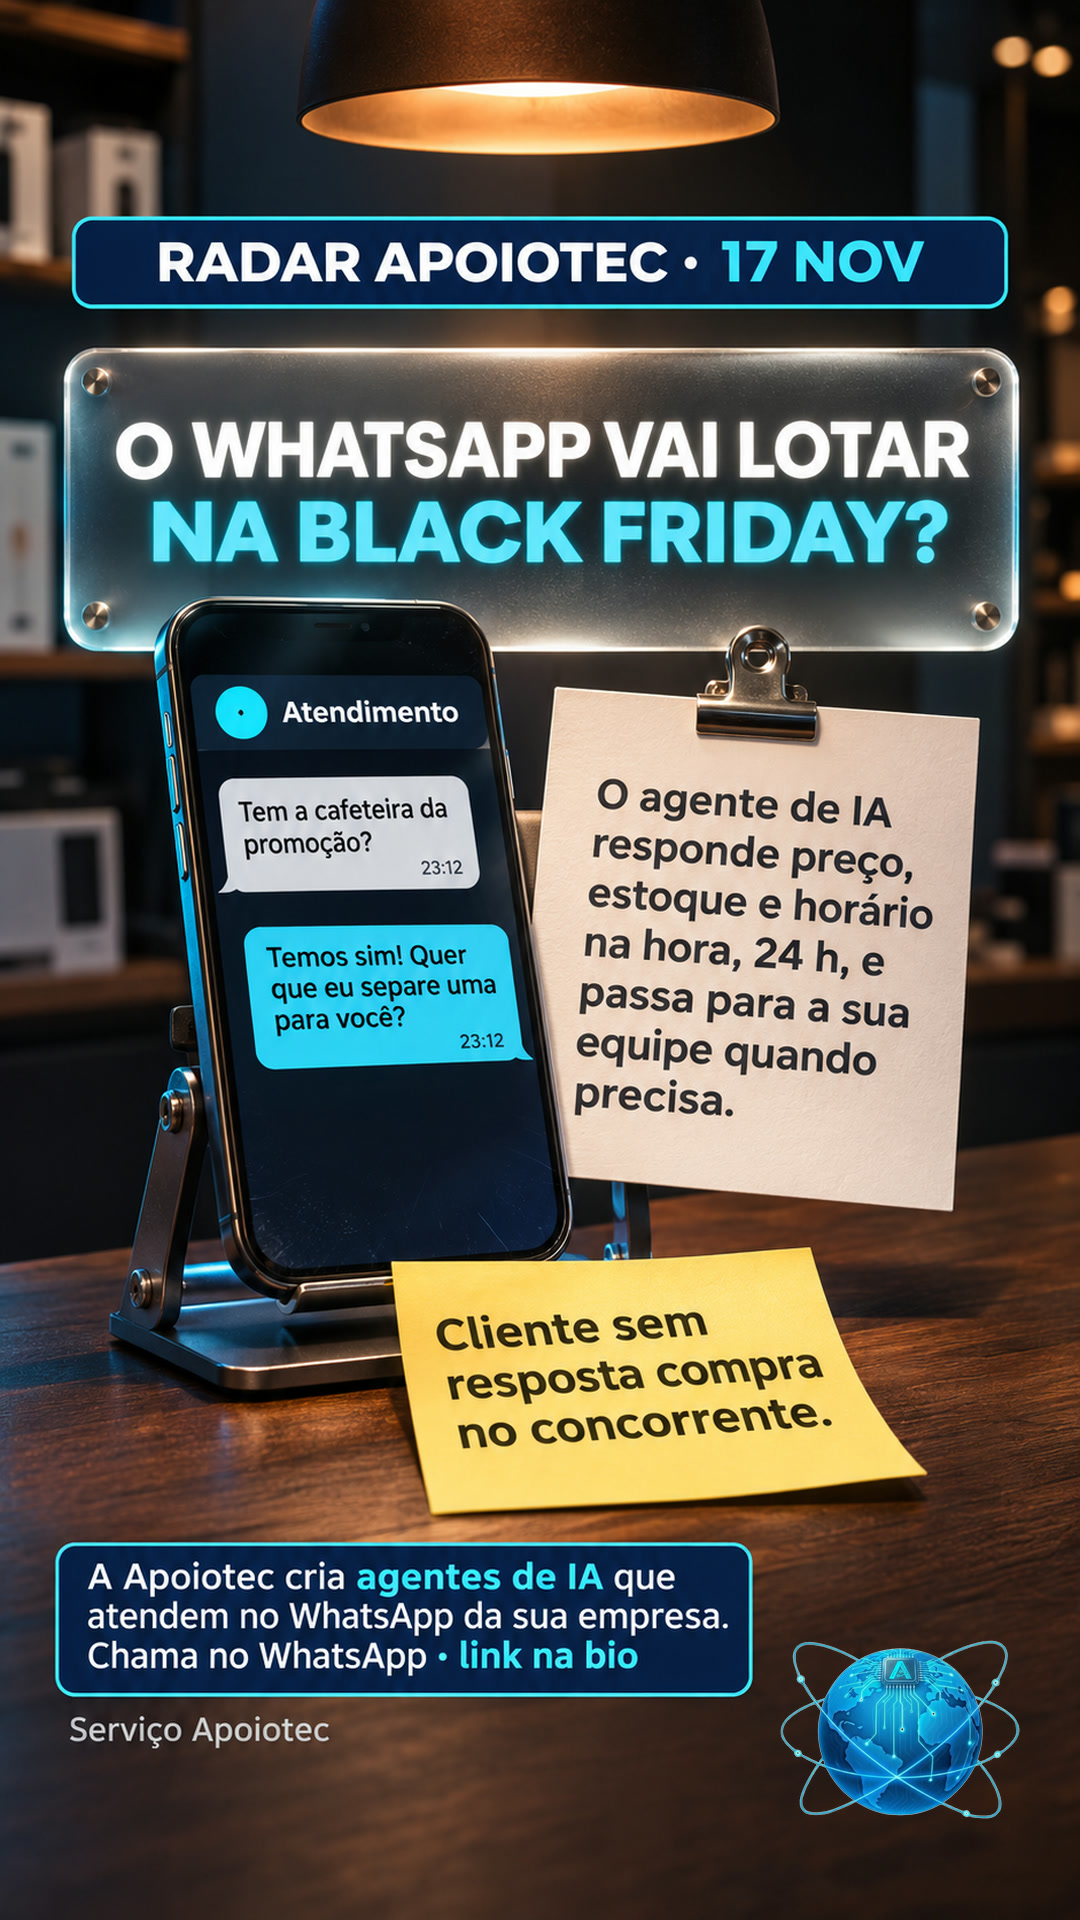 RADAR APOIOTEC • 17 NOV
O WHATSAPP VAI LOTAR
NA BLACK FRIDAY?
Atendimento
Tem a cafeteira da
promoção?
23:12
Temos sim! Quer
que eu separe uma
para você?
23:12
O agente de IA
responde preço,
estoque e horário
na hora, 24 h, e
passa para a sua
equipe quando
precisa.
Cliente sem
resposta compra
no concorrente.
A Apoiotec cria agentes de IA que
atendem no WhatsApp da sua empresa.
Chama no WhatsApp • link na bio
Serviço Apoiotec
A